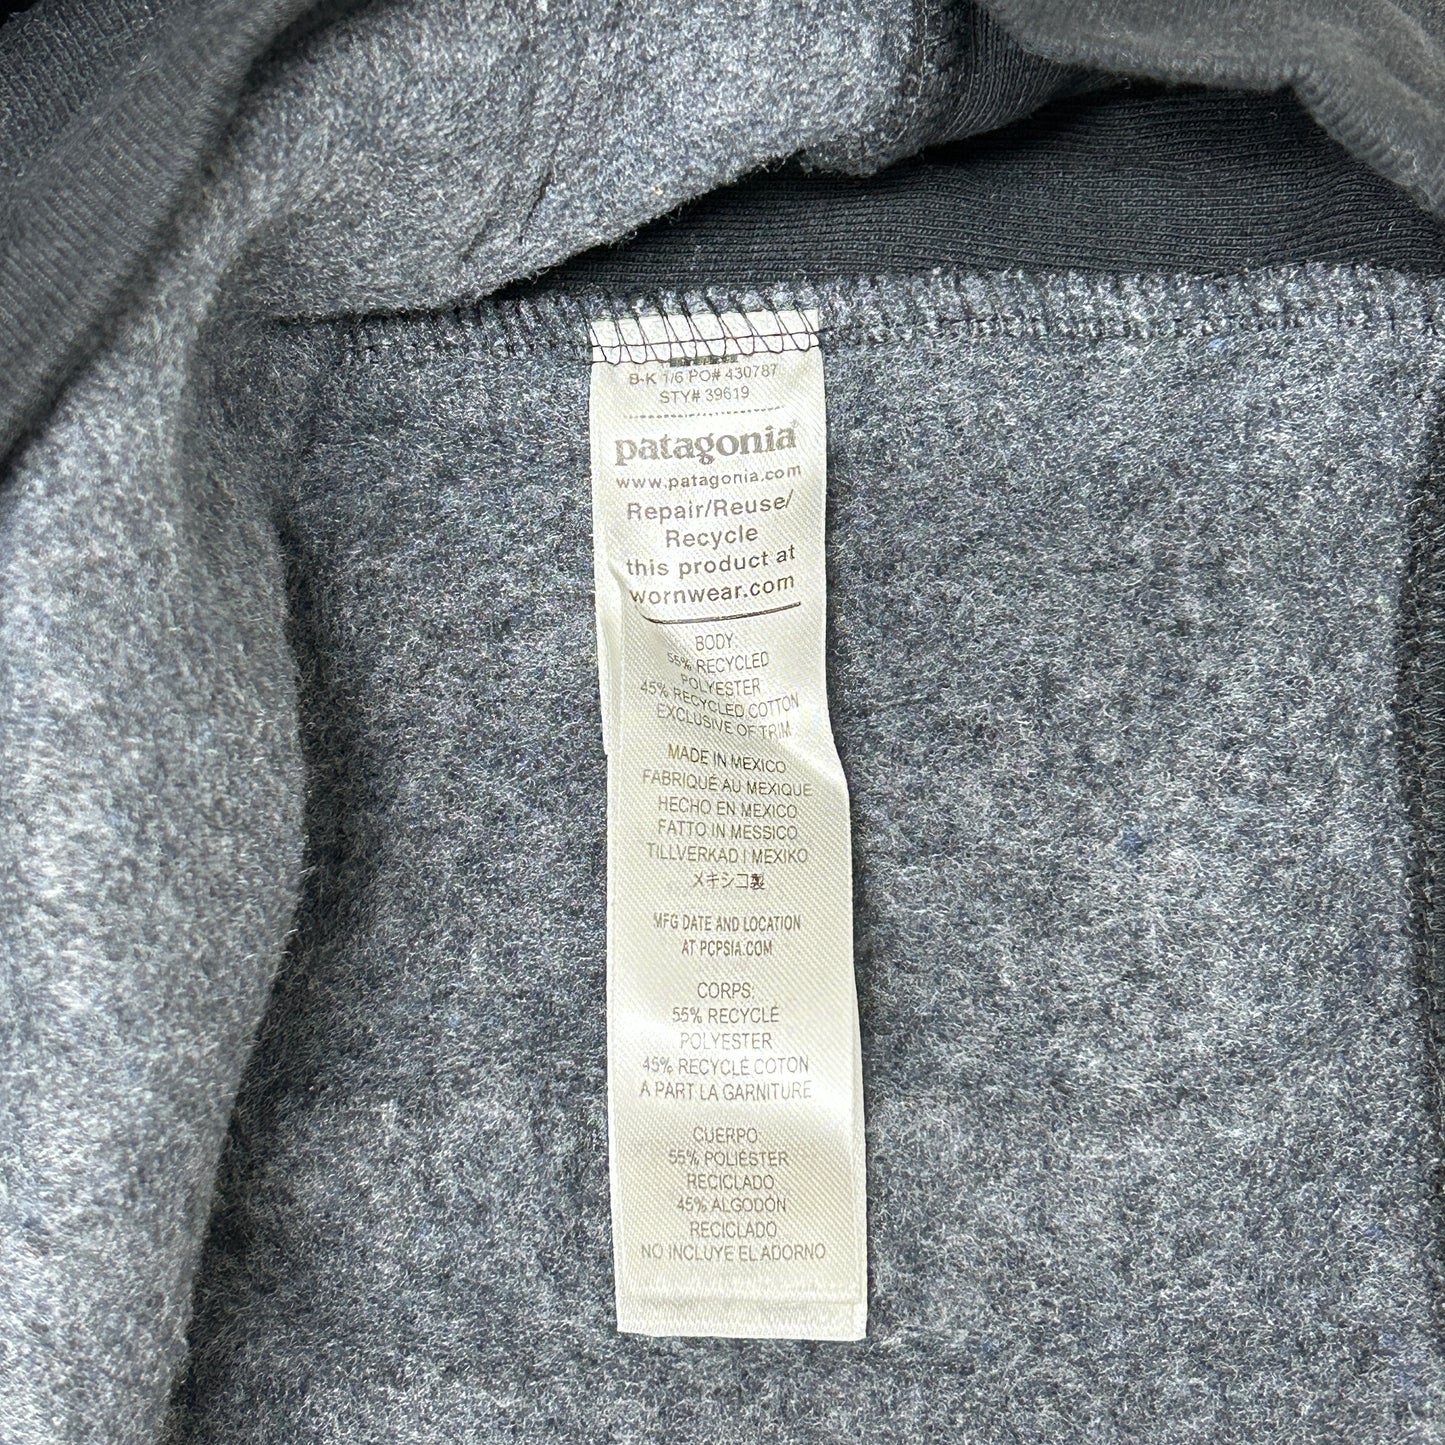 B-K 1/6 PO# 430787
STY# 39619
patagonia®
www.patagonia.com
Repair/Reuse/
Recycle
this product at
wornwear.com
BODY:
55% RECYCLED
POLYESTER
45% RECYCLED COTTON
EXCLUSIVE OF TRIM
MADE IN MEXICO
FABRIQUÉ AU MEXIQUE
HECHO EN MEXICO
FATTO IN MESSICO
TILLVERKAD I MEXIKO
メキシコ製
MFG DATE AND LOCATION
AT PCPSIA.COM
CORPS:
55% RECYCLÉ
POLYESTER
45% RECYCLÉ COTON
A PART LA GARNITURE
CUERPO:
55% POLIÉSTER
RECICLADO
45% ALGODÓN
RECICLADO
NO INCLUYE EL ADORNO